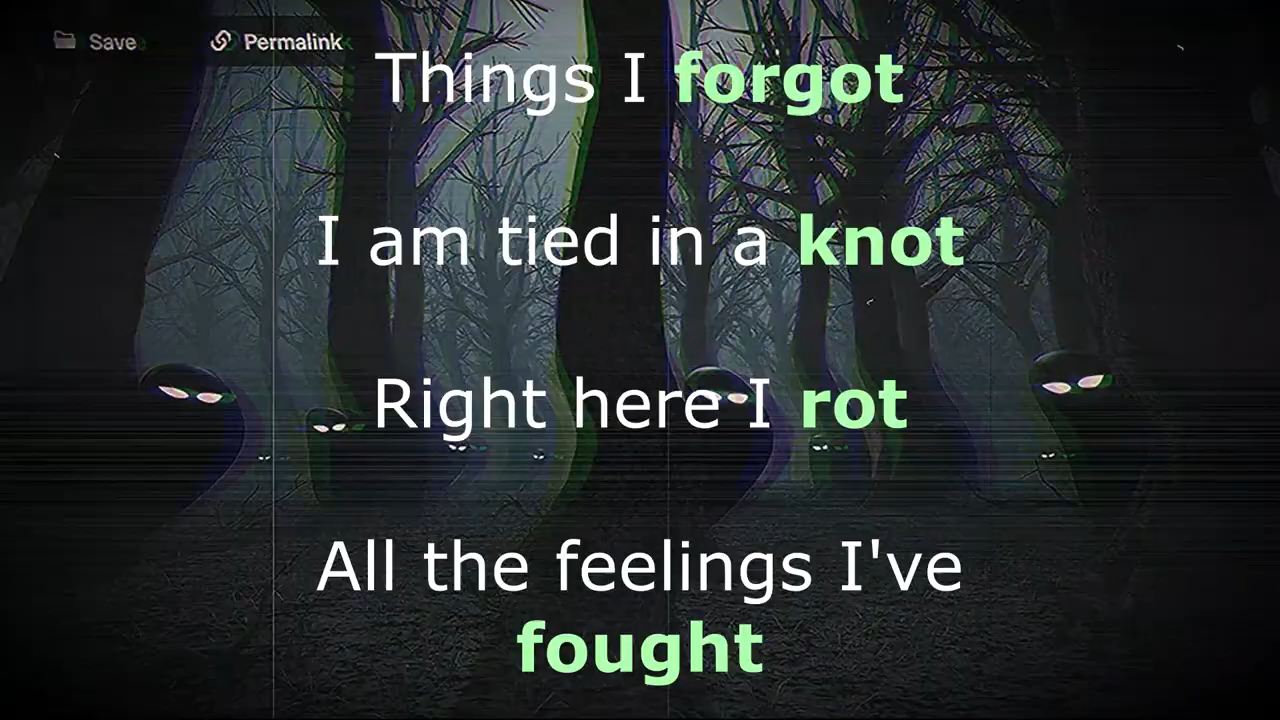 Save
Permalink
Things I forgot
I am tied in a knot
Right here I rot
All the feelings I've
fought